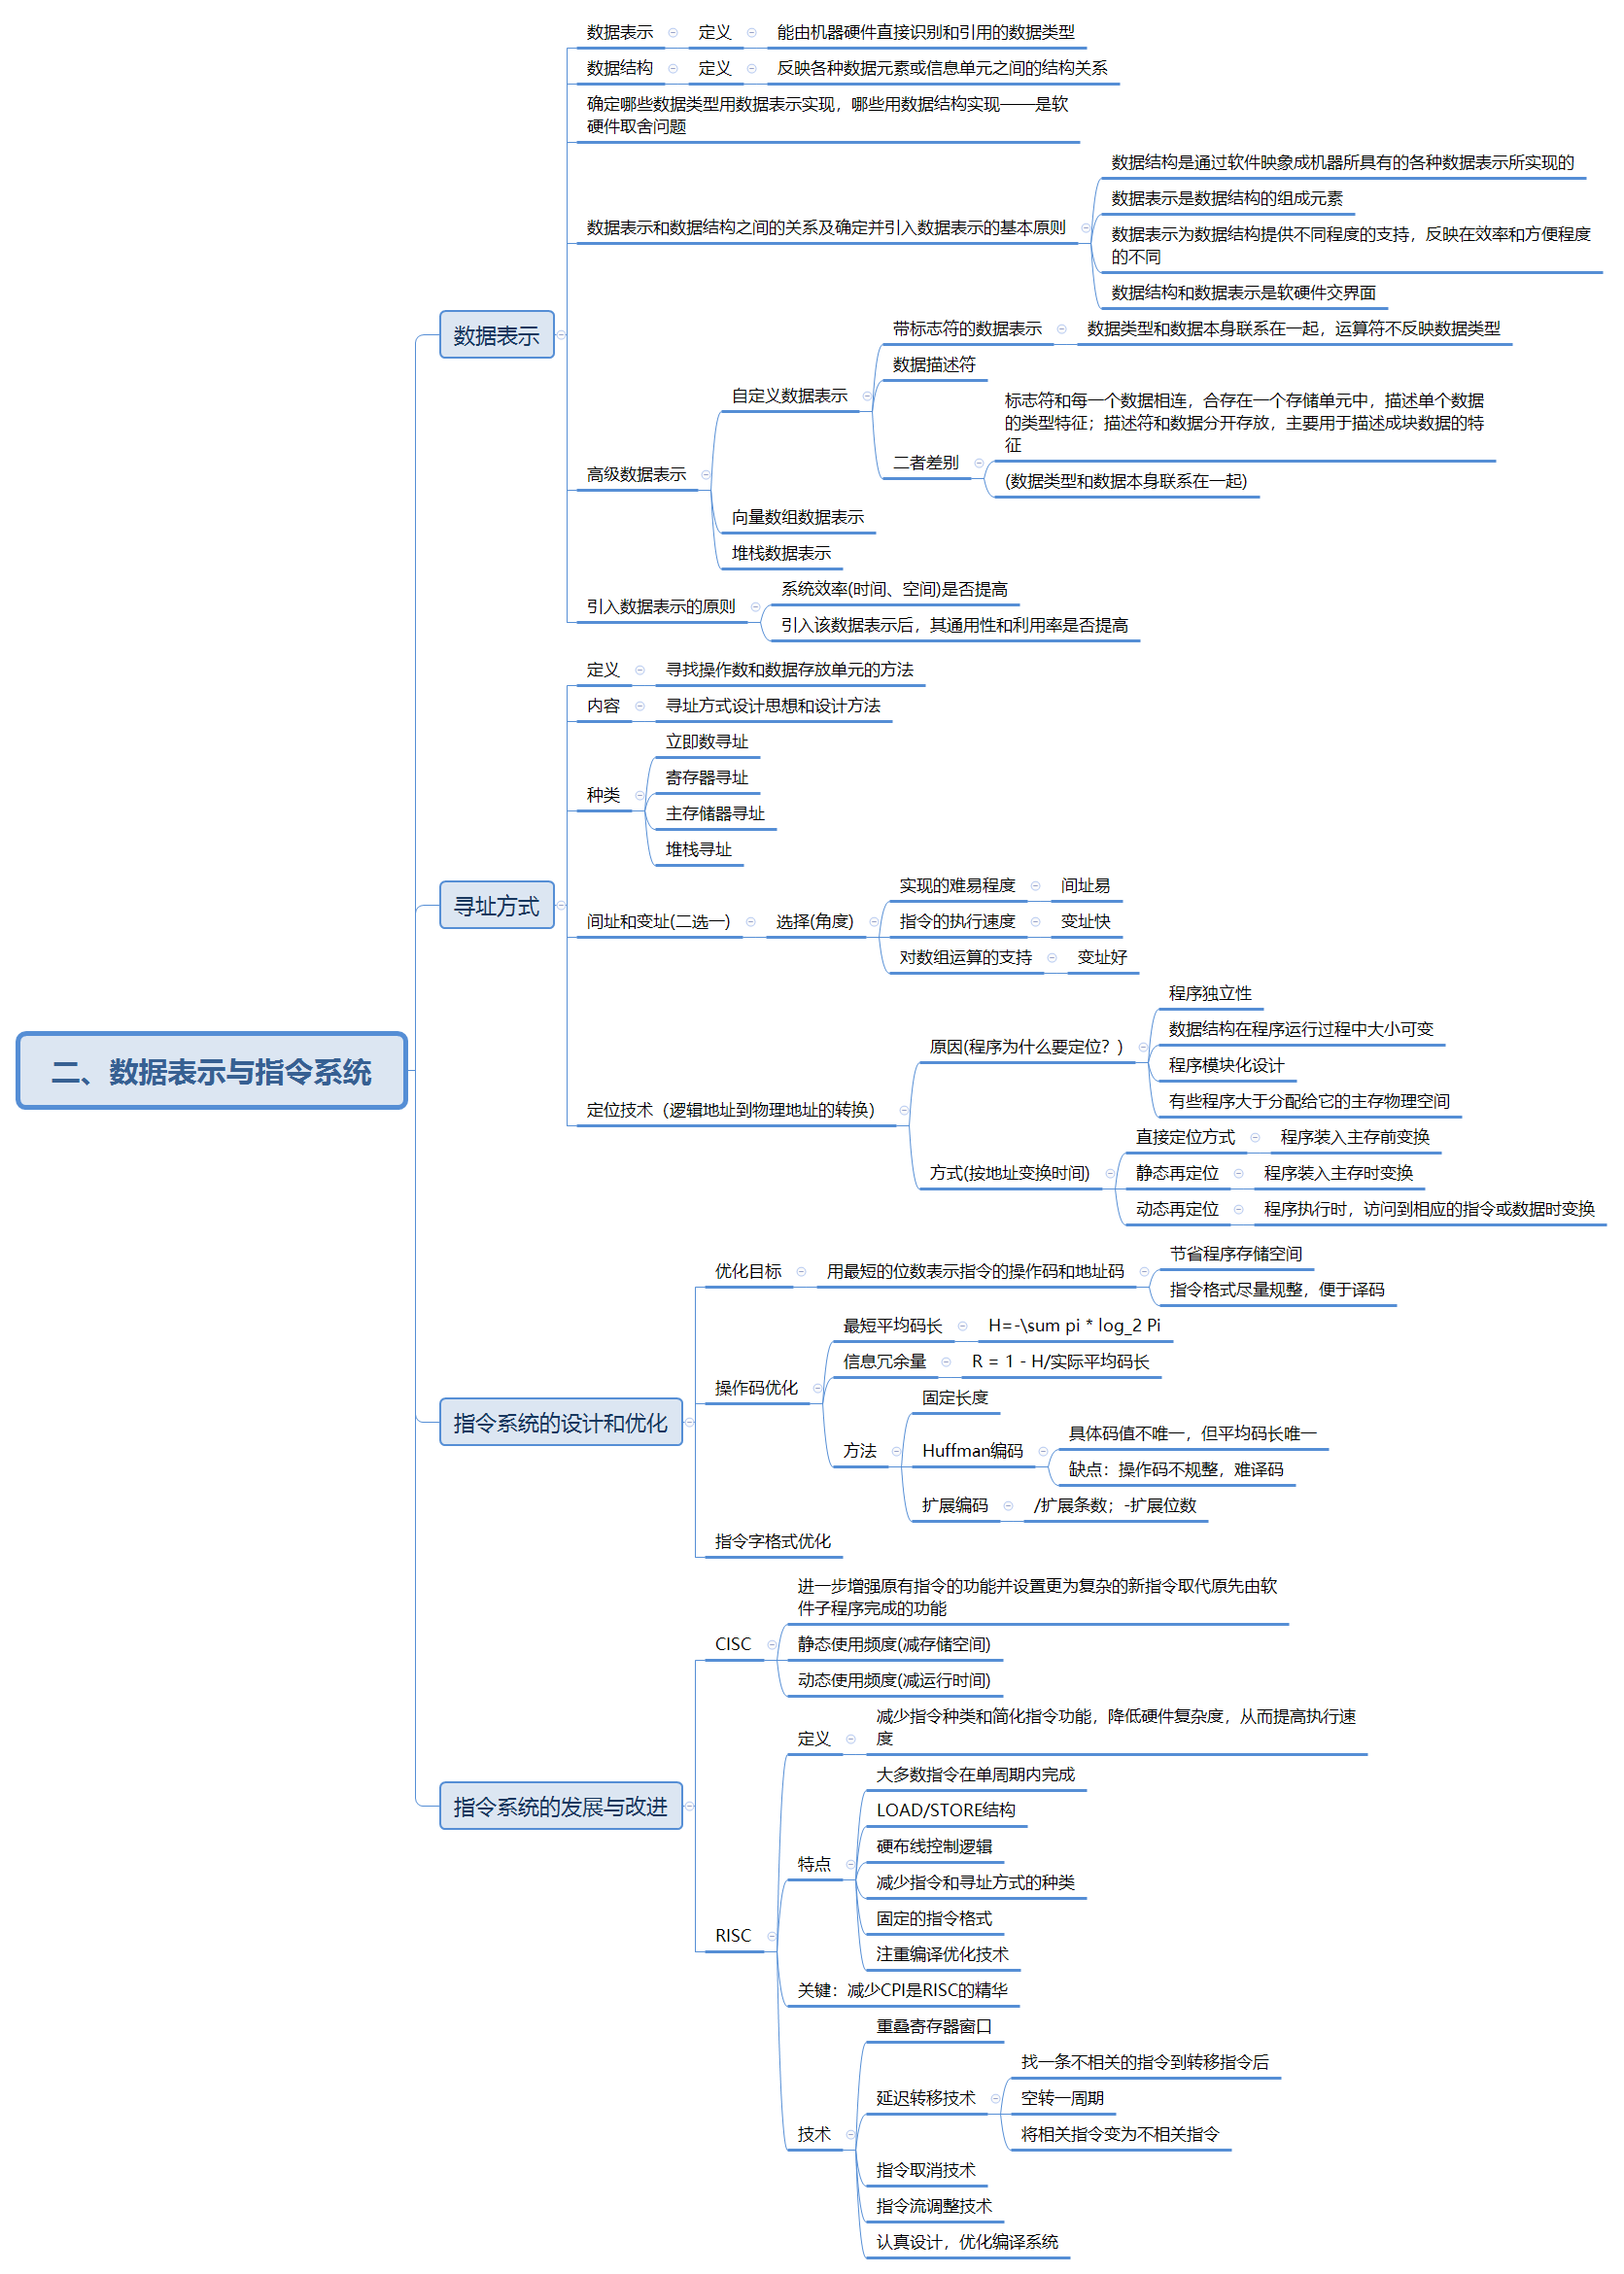 二、数据表示与指令系统
数据表示
数据表示
定义
能由机器硬件直接识别和引用的数据类型
数据结构
定义
反映各种数据元素或信息单元之间的结构关系
确定哪些数据类型用数据表示实现，哪些用数据结构实现——是软
硬件取舍问题
数据表示和数据结构之间的关系及确定并引入数据表示的基本原则
数据结构是通过软件映象成机器所具有的各种数据表示所实现的
数据表示是数据结构的组成元素
数据表示为数据结构提供不同程度的支持，反映在效率和方便程度
的不同
数据结构和数据表示是软硬件交界面
高级数据表示
自定义数据表示
带标志符的数据表示
数据类型和数据本身联系在一起，运算符不反映数据类型
数据描述符
二者差别
标志符和每一个数据相连，合存在一个存储单元中，描述单个数据
的类型特征；描述符和数据分开存放，主要用于描述成块数据的特
征
(数据类型和数据本身联系在一起)
向量数组数据表示
堆栈数据表示
引入数据表示的原则
系统效率(时间、空间)是否提高
引入该数据表示后，其通用性和利用率是否提高
寻址方式
定义
寻找操作数和数据存放单元的方法
内容
寻址方式设计思想和设计方法
种类
立即数寻址
寄存器寻址
主存储器寻址
堆栈寻址
间址和变址(二选一)
选择(角度)
实现的难易程度
间址易
指令的执行速度
变址快
对数组运算的支持
变址好
定位技术（逻辑地址到物理地址的转换）
原因(程序为什么要定位？)
程序独立性
数据结构在程序运行过程中大小可变
程序模块化设计
有些程序大于分配给它的主存物理空间
方式(按地址变换时间)
直接定位方式
程序装入主存前变换
静态再定位
程序装入主存时变换
动态再定位
程序执行时，访问到相应的指令或数据时变换
指令系统的设计和优化
优化目标
用最短的位数表示指令的操作码和地址码
节省程序存储空间
指令格式尽量规整，便于译码
操作码优化
最短平均码长
H=-\sum pi * log_2 Pi
信息冗余量
R = 1 - H/实际平均码长
方法
固定长度
Huffman编码
具体码值不唯一，但平均码长唯一
缺点：操作码不规整，难译码
扩展编码
/扩展条数；-扩展位数
指令字格式优化
指令系统的发展与改进
CISC
进一步增强原有指令的功能并设置更为复杂的新指令取代原先由软
件子程序完成的功能
静态使用频度(减存储空间)
动态使用频度(减运行时间)
RISC
定义
减少指令种类和简化指令功能，降低硬件复杂度，从而提高执行速
度
特点
大多数指令在单周期内完成
LOAD/STORE结构
硬布线控制逻辑
减少指令和寻址方式的种类
固定的指令格式
注重编译优化技术
关键：减少CPI是RISC的精华
技术
重叠寄存器窗口
延迟转移技术
找一条不相关的指令到转移指令后
空转一周期
将相关指令变为不相关指令
指令取消技术
指令流调整技术
认真设计，优化编译系统